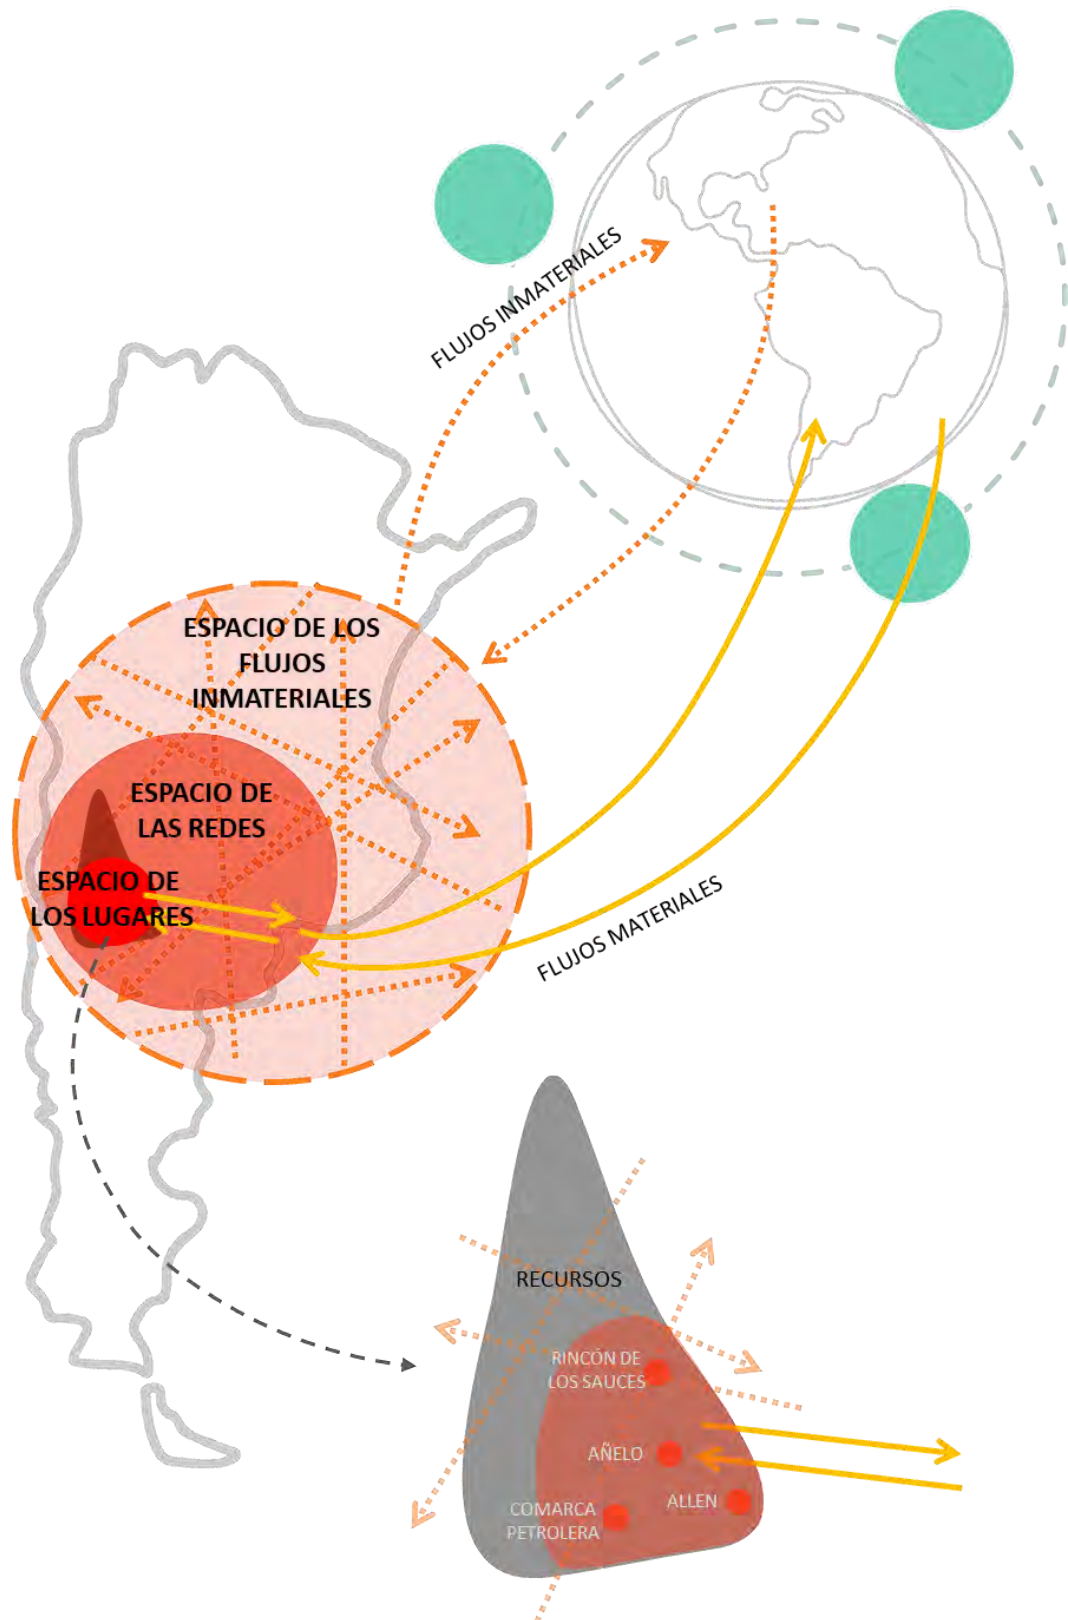 FLUJOS INMATERIALES
ESPACIO DE LOS
FLUJOS
INMATERIALES
ESPACIO DE
LAS REDES
ESPACIO DE
LOS LUGARES
FLUJOS MATERIALES
RECURSOS
RINCÓN DE
LOS SAUCES
AÑELO
ALLEN
COMARCA
PETROLERA